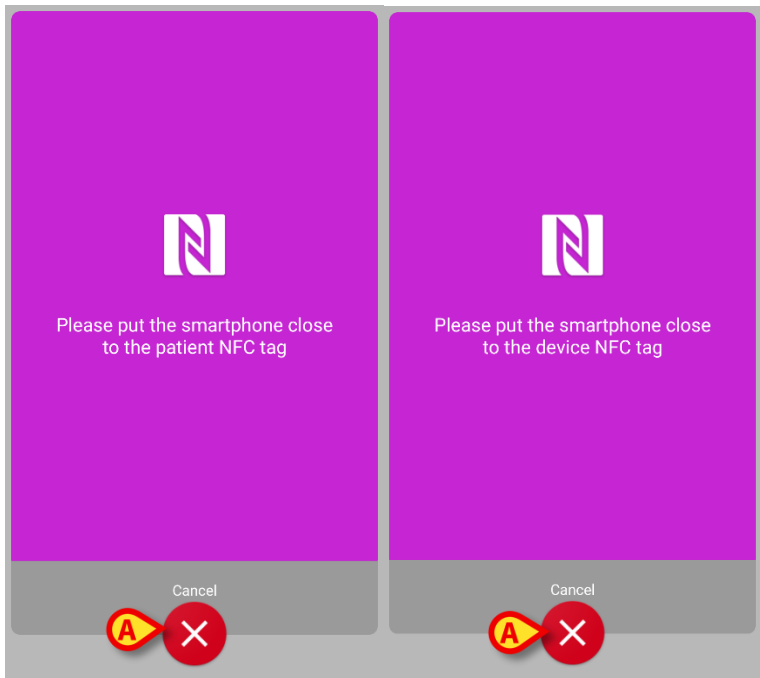 Please put the smartphone close
to the patient NFC tag
Cancel
A
Please put the smartphone close
to the device NFC tag
Cancel
A